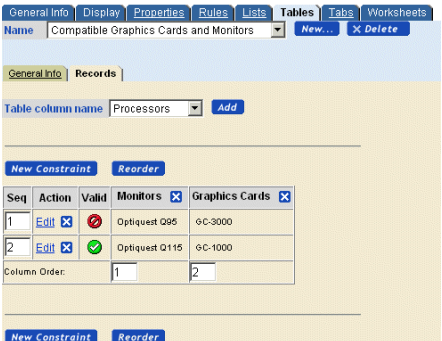 General Info Display Properties Rules Lists Tables Tabs Worksheets
Name Compatible Graphics Cards and Monitors New... Delete
General Info Records
Table column name Processors Add
New Constraint Reorder
Seq Action Valid Monitors Graphics Cards
1 Edit Optiquest Q95 GC-3000
2 Edit Optiquest Q115 GC-1000
Column Order: 1 2
New Constraint Reorder